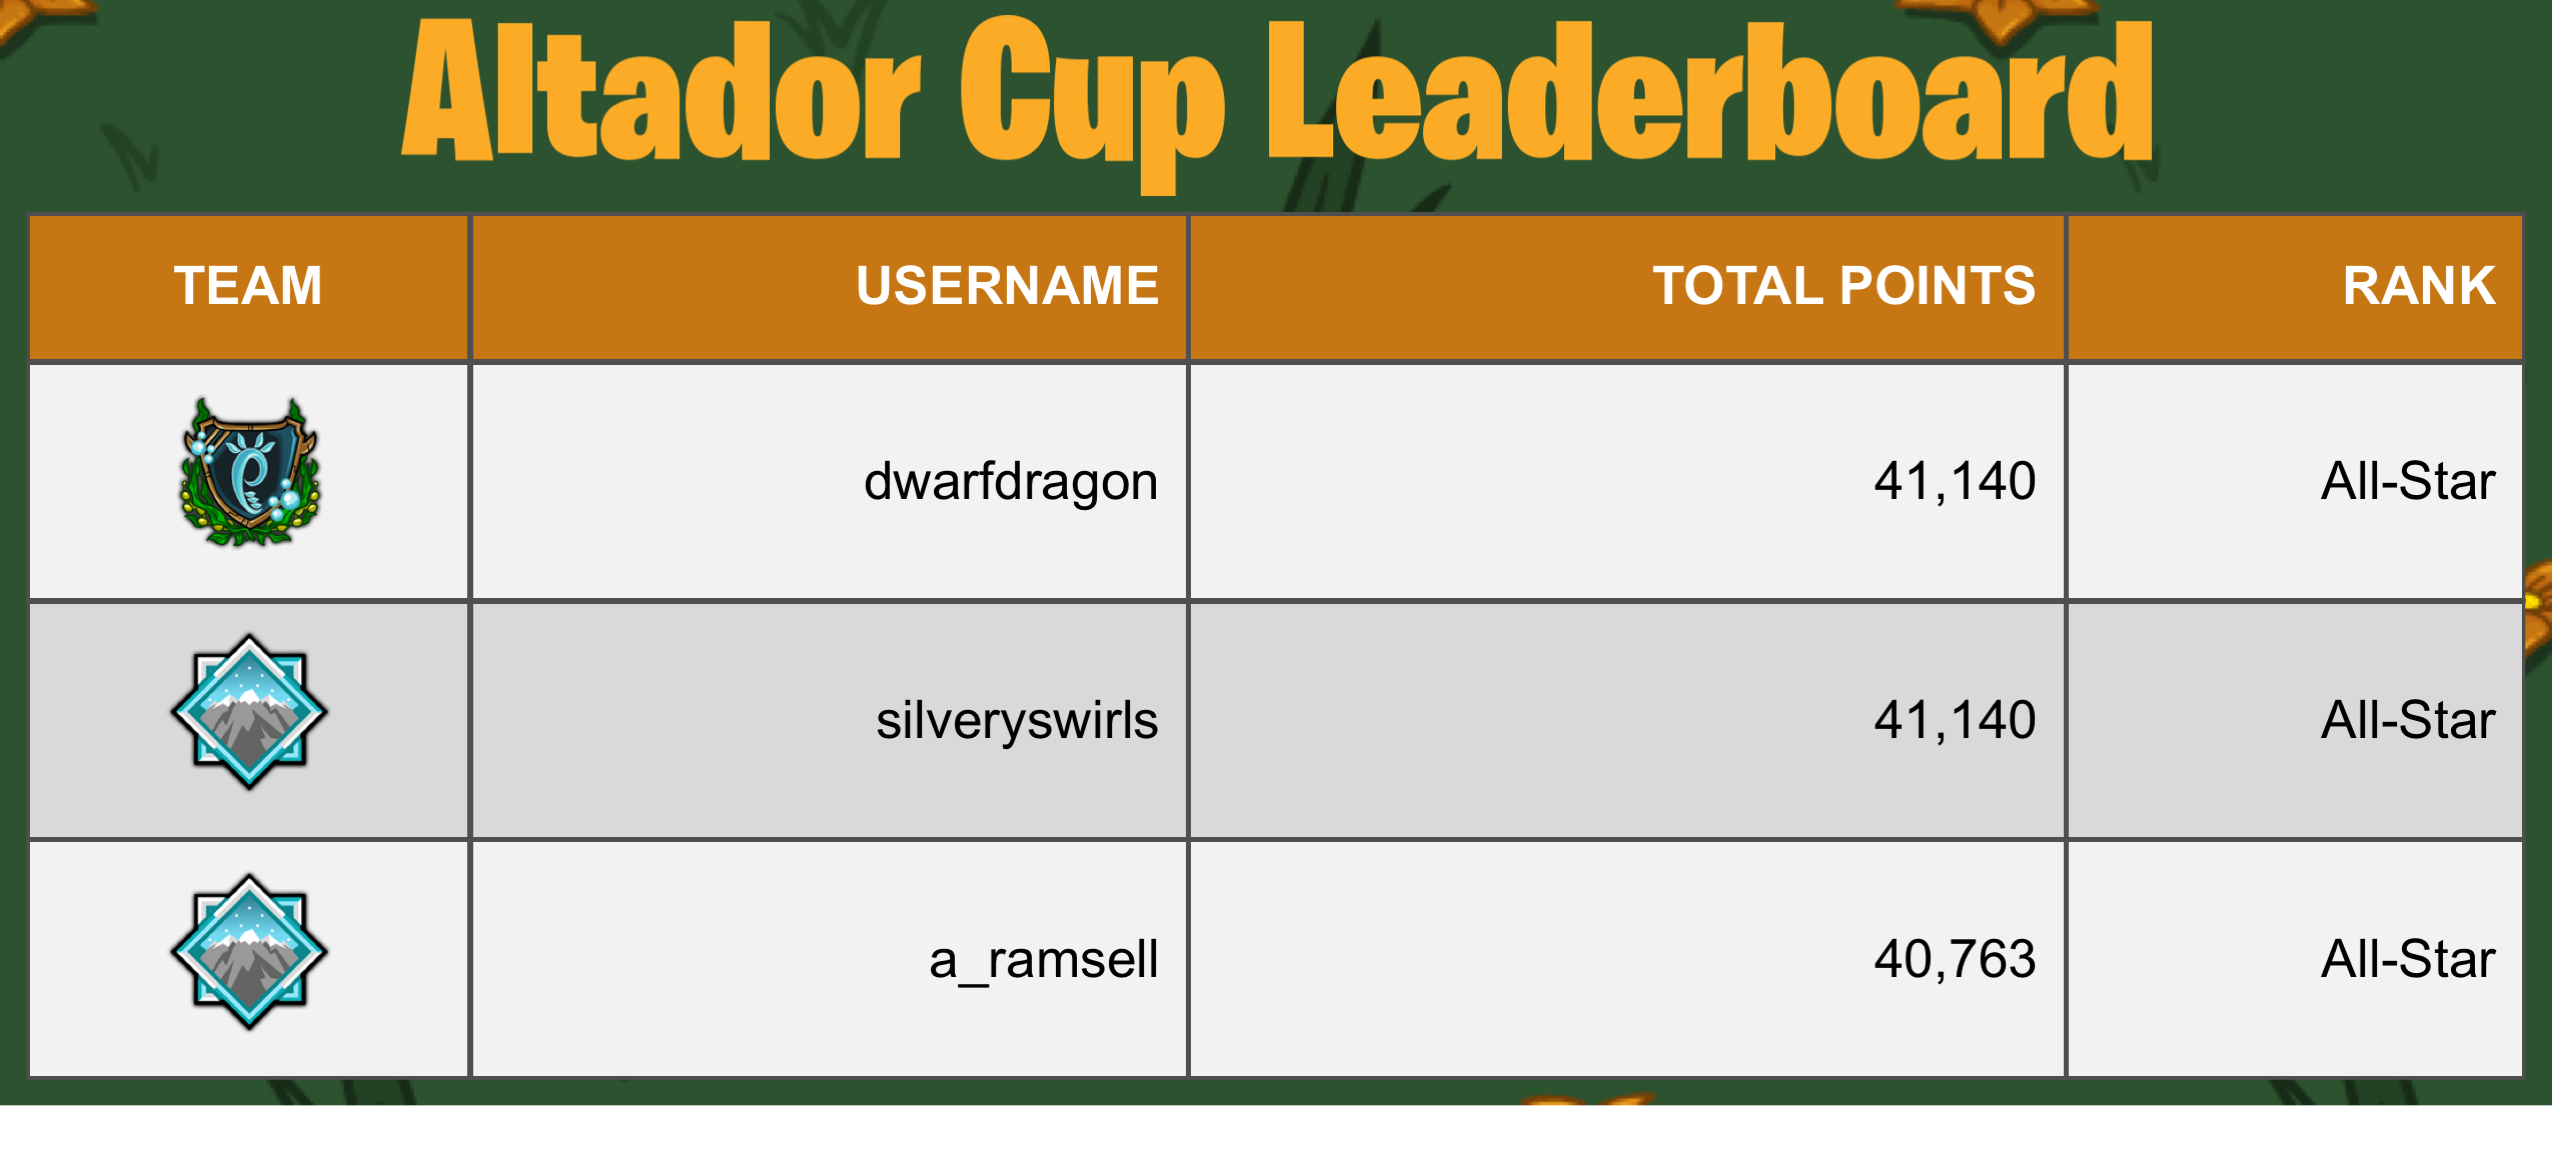 Altador Cup Leaderboard
TEAM USERNAME TOTAL POINTS RANK
dwarfdragon 41,140 All-Star
silveryswirls 41,140 All-Star
a_ramsell 40,763 All-Star